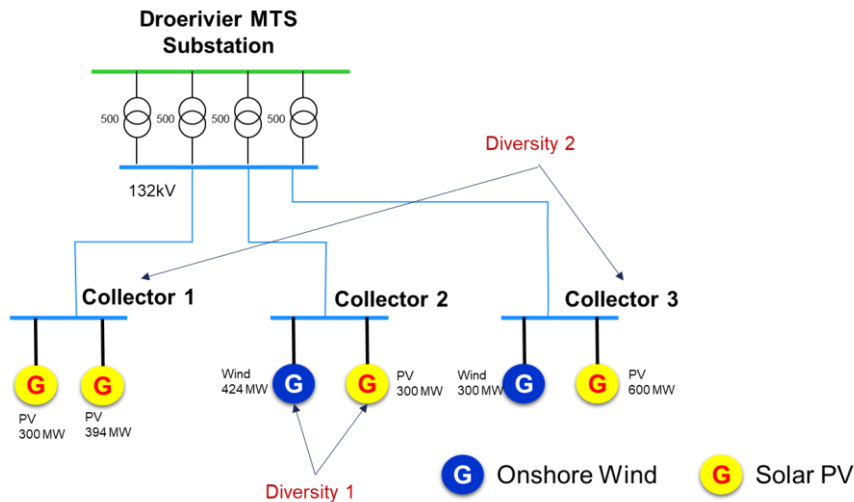 Droerivier MTS
Substation
500
500
500
500
132kV
Diversity 2
Collector 1
Collector 2
Collector 3
G
PV
300 MW
G
PV
394 MW
Wind
424 MW
G
G
PV
300 MW
Wind
300 MW
G
G
PV
600 MW
Diversity 1
G Onshore Wind
G Solar PV